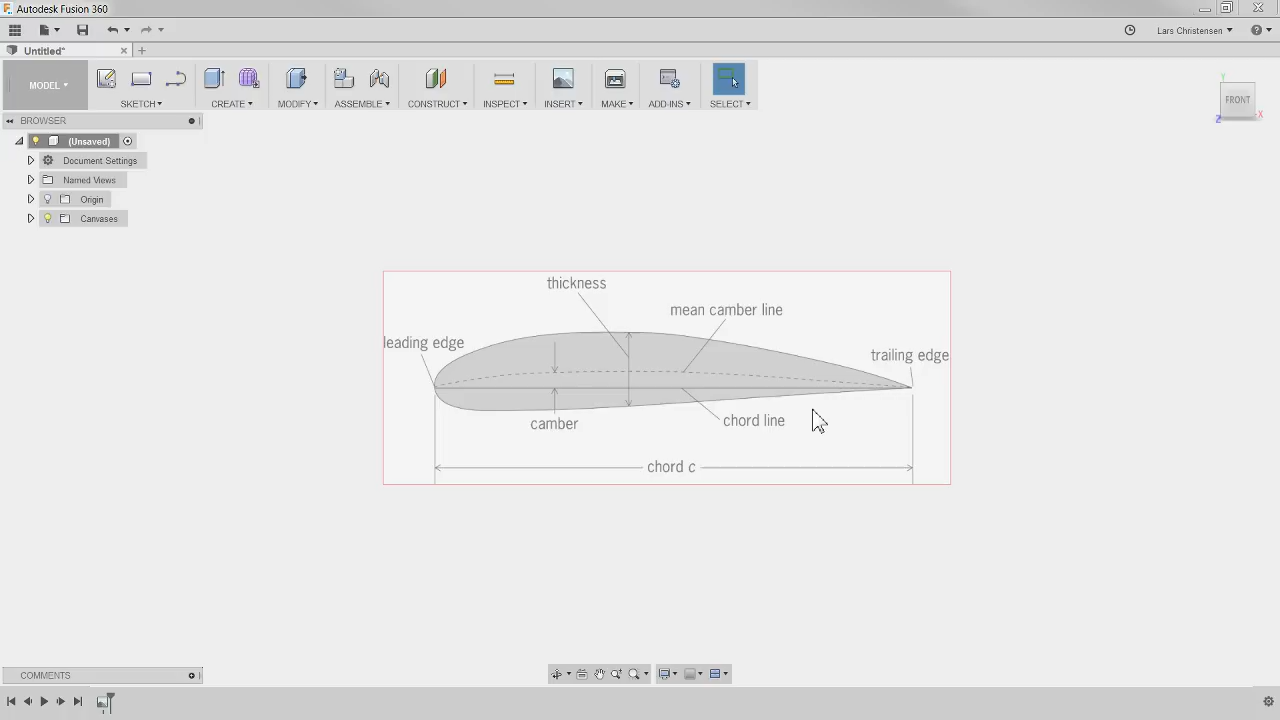 Autodesk Fusion 360
Lars Christensen
Untitled*
MODEL
SKETCH
CREATE
MODIFY
ASSEMBLE
CONSTRUCT
INSPECT
INSERT
MAKE
ADD-INS
SELECT
BROWSER
(Unsaved)
Document Settings
Named Views
Origin
Canvases
Y
FRONT
X
Z
thickness
mean camber line
leading edge
trailing edge
camber
chord line
chord c
COMMENTS